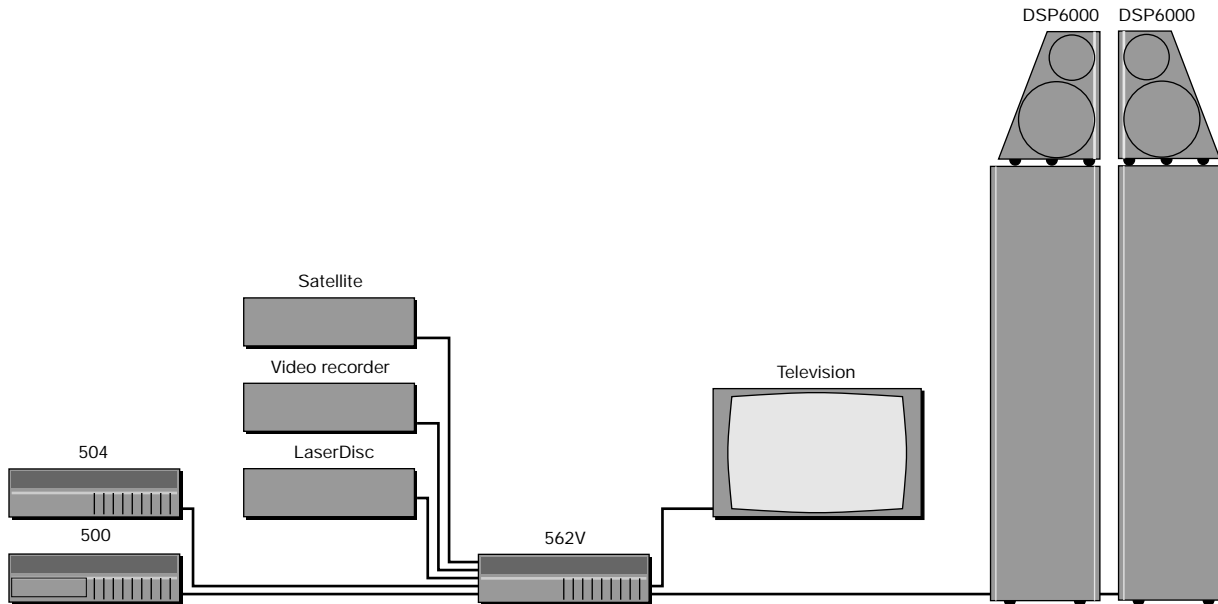 DSP6000 DSP6000
Satellite
Video recorder
Television
504
LaserDisc
500
562V